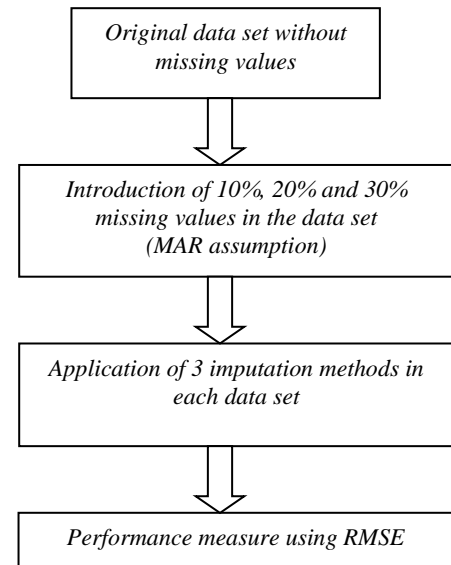 Original data set without
missing values
Introduction of 10%, 20% and 30%
missing values in the data set
(MAR assumption)
Application of 3 imputation methods in
each data set
Performance measure using RMSE